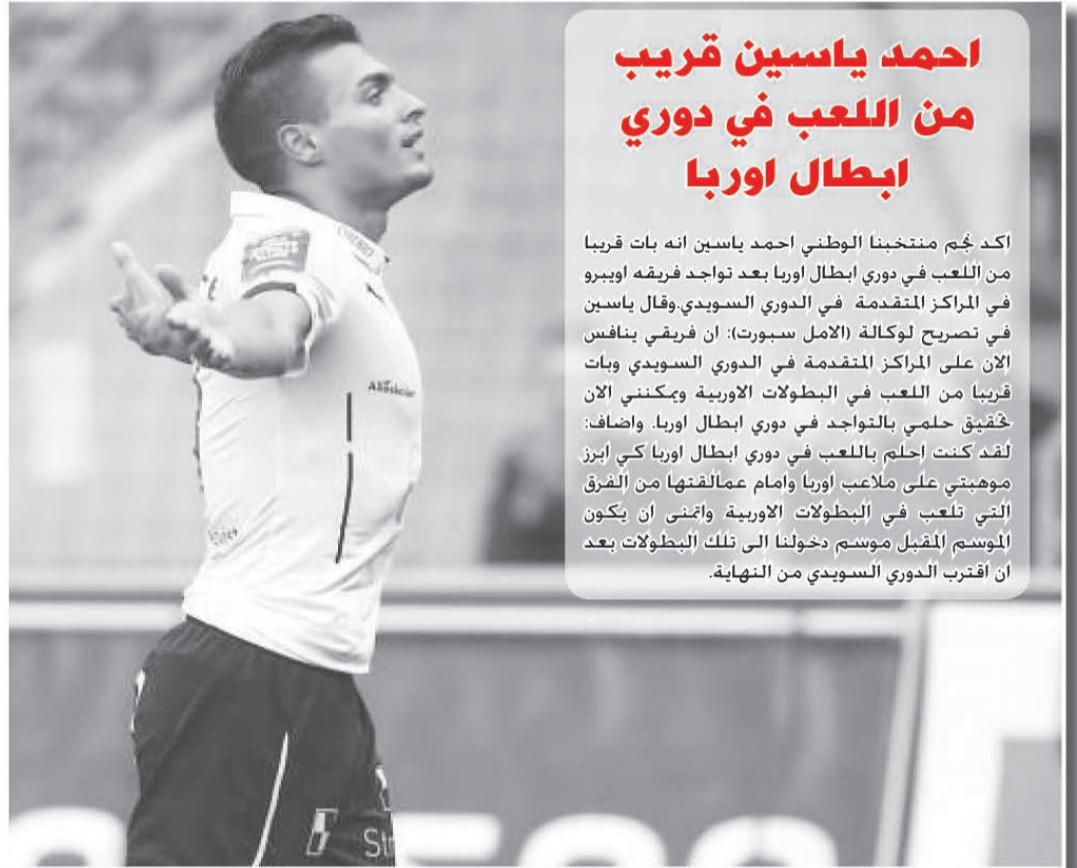 احمد ياسين قريب
من اللعب في دوري
ابطال اوربا
اكد نجم منتخبنا الوطني احمد ياسين انه بات قريبا
من اللعب في دوري ابطال اوربا بعد تواجد فريقه اويبرو
في المراكز المتقدمة في الدوري السويدي.وقال ياسين
في تصريح لوكالة (الامل سبورت): ان فريقي ينافس
الان على المراكز المتقدمة في الدوري السويدي وبات
قريبا من اللعب في البطولات الاوربية ويمكنني الان
تحقيق حلمي بالتواجد في دوري ابطال اوربا. واضاف:
لقد كنت احلم باللعب في دوري ابطال اوربا كي ابرز
موهبتي على ملاعب اوربا وامام عمالقتها من الفرق
التي تلعب في البطولات الاوربية واتمنى ان يكون
الموسم المقبل موسم دخولنا الى تلك البطولات بعد
ان اقترب الدوري السويدي من النهاية.